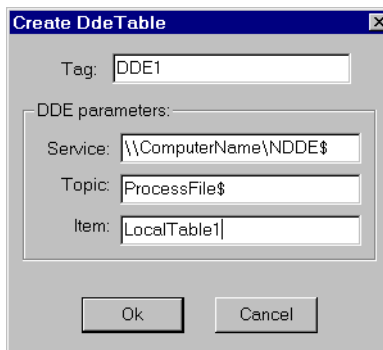 Create DdeTable
Tag: DDE1
DDE parameters:
Service: \\ComputerName\NDDE$
Topic: ProcessFile$
Item: LocalTable1
Ok Cancel